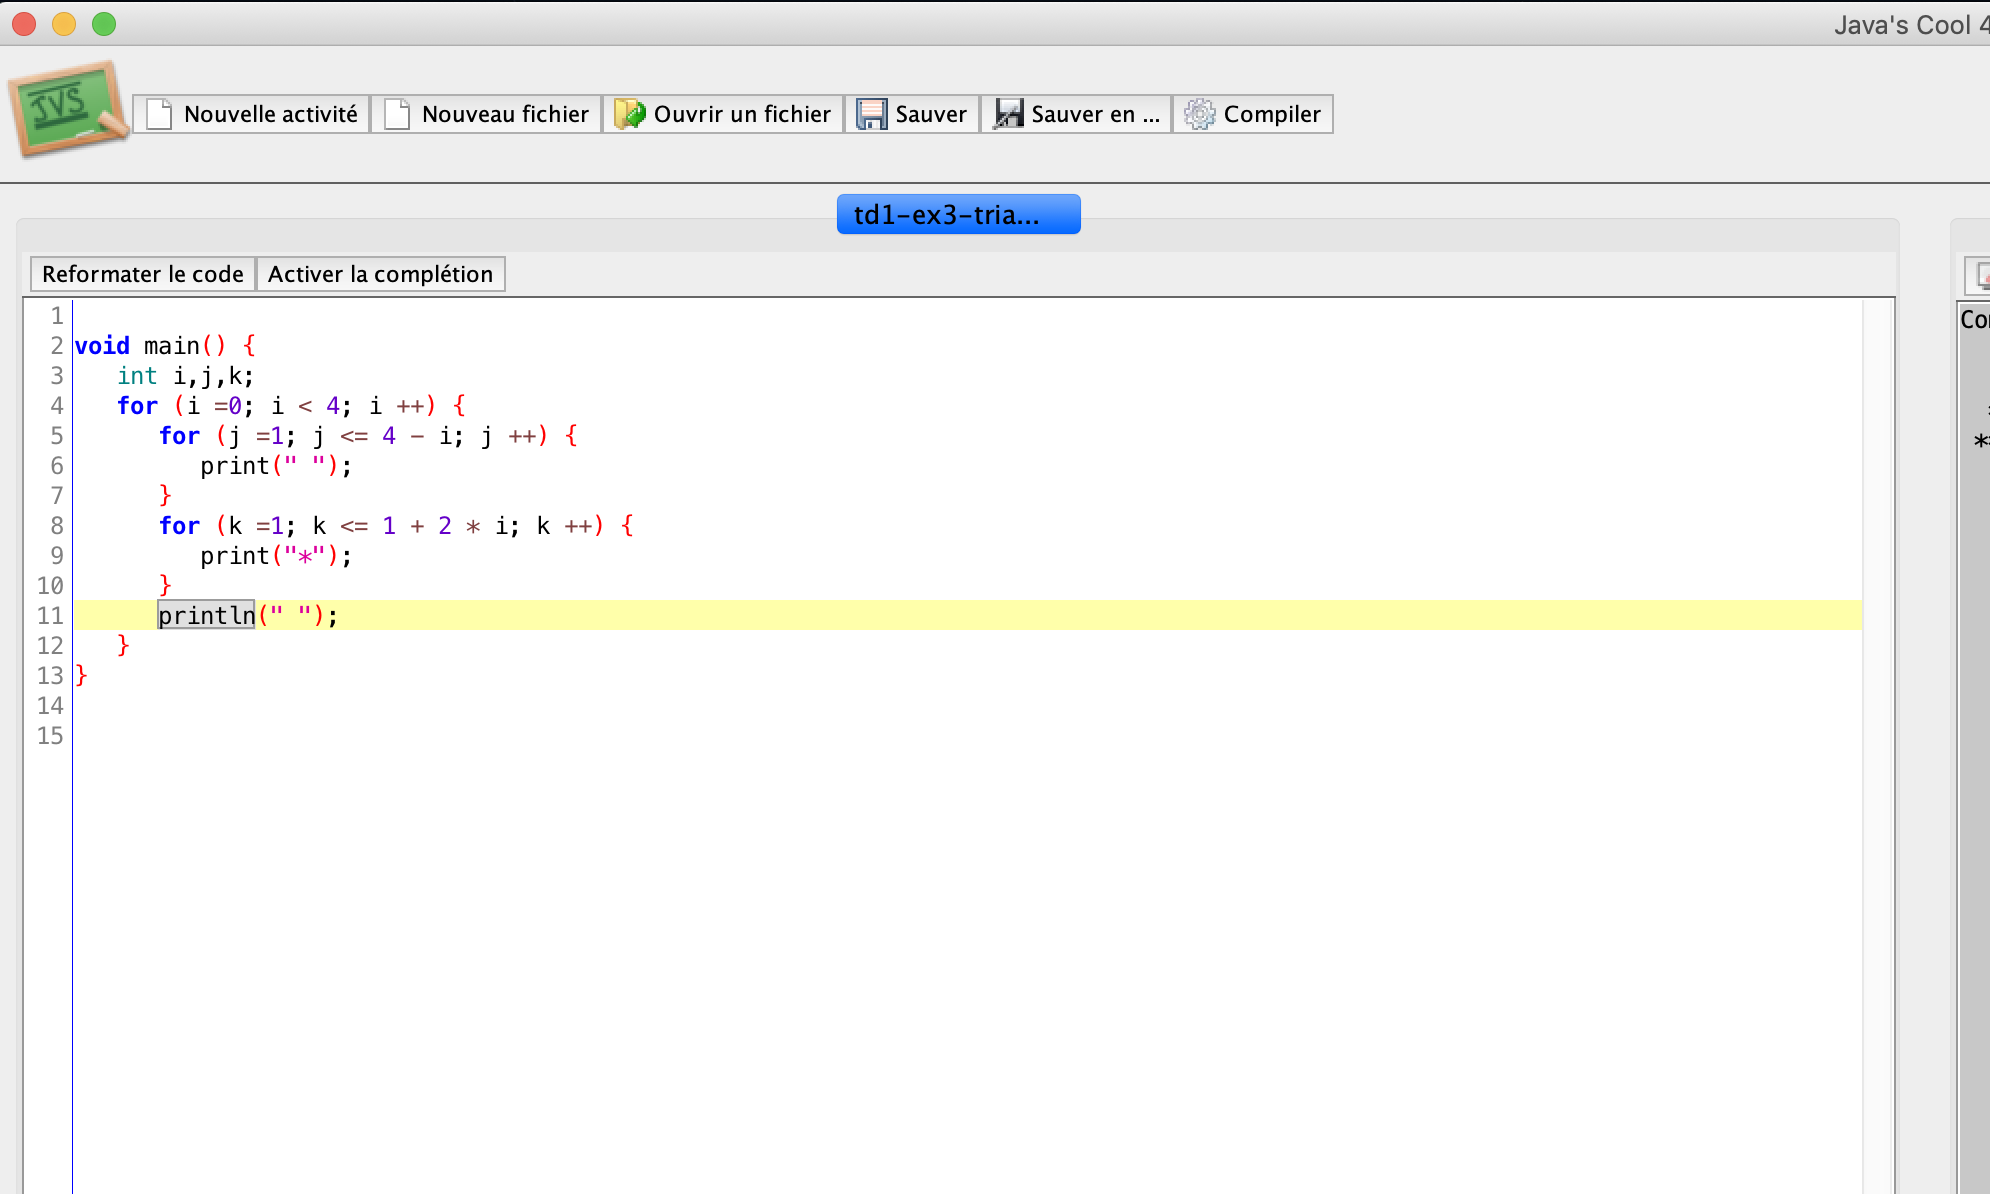 Java's Cool 4
JVS
Nouvelle activité
Nouveau fichier
Ouvrir un fichier
Sauver
Sauver en ...
Compiler
td1-ex3-tria...
Reformater le code
Activer la complétion
1
2 void main() {
3    int i,j,k;
4    for (i =0; i < 4; i ++) {
5       for (j =1; j <= 4 - i; j ++) {
6          print(" ");
7       }
8       for (k =1; k <= 1 + 2 * i; k ++) {
9          print("*");
10       }
11       println(" ");
12    }
13 }
14
15